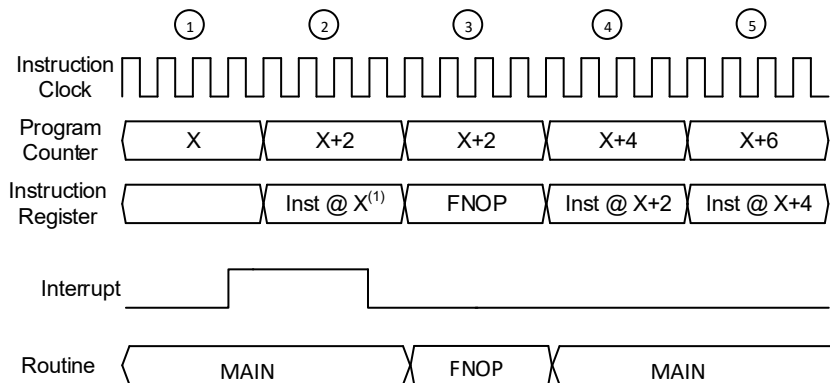 1 2 3 4 5
Instruction
Clock
Program
Counter
X X+2 X+2 X+4 X+6
Instruction
Register
Inst @ X(1) FNOP Inst @ X+2 Inst @ X+4
Interrupt
Routine MAIN FNOP MAIN